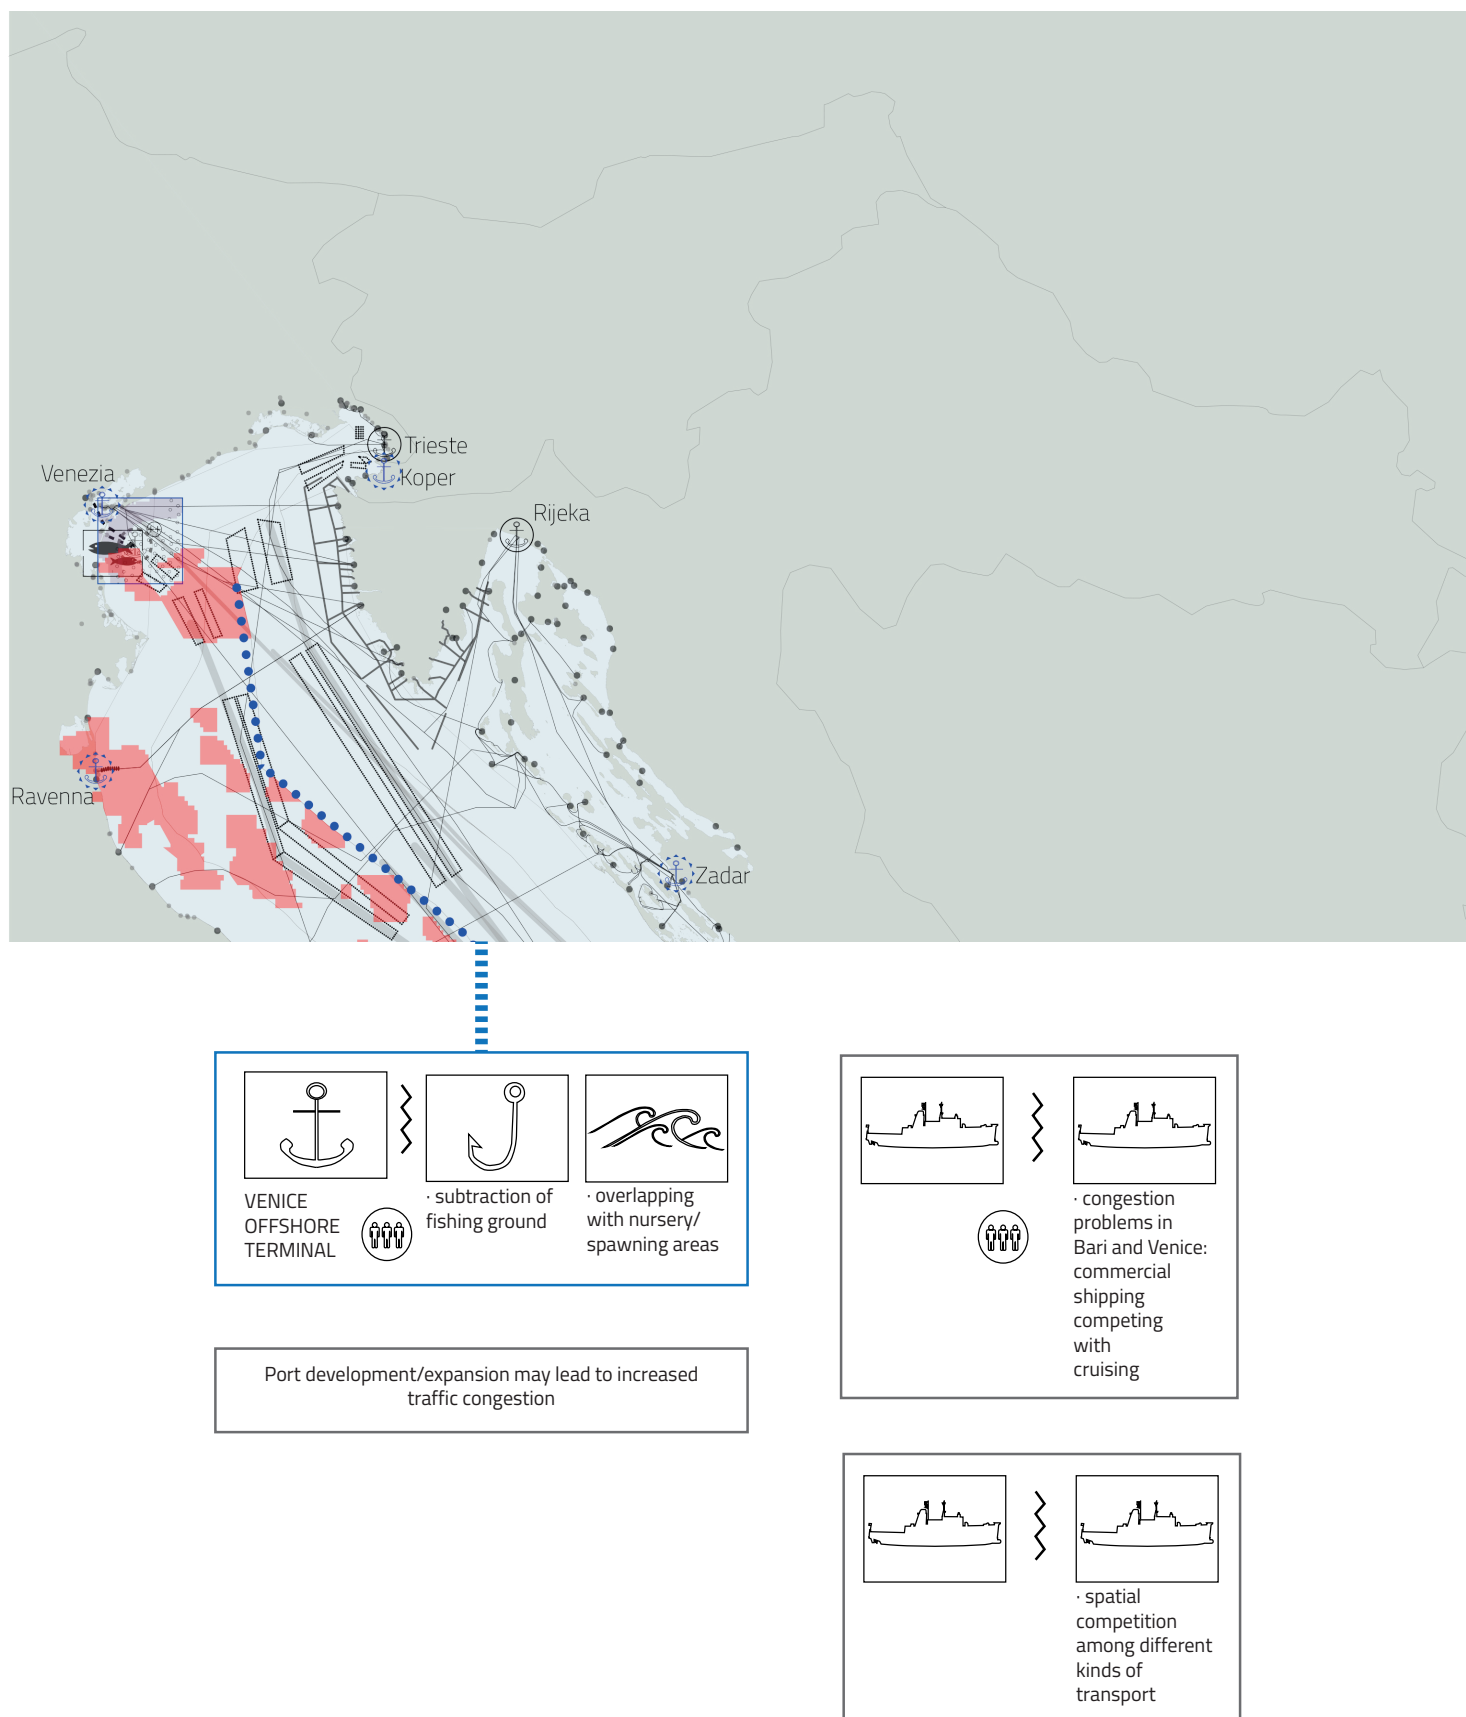 Trieste
Koper
Venezia
Rijeka
Ravenna
Zadar
VENICE
OFFSHORE
TERMINAL
· subtraction of
fishing ground
· overlapping
with nursery/
spawning areas
Port development/expansion may lead to increased
traffic congestion
· congestion
problems in
Bari and Venice:
commercial
shipping
competing
with
cruising
· spatial
competition
among different
kinds of
transport